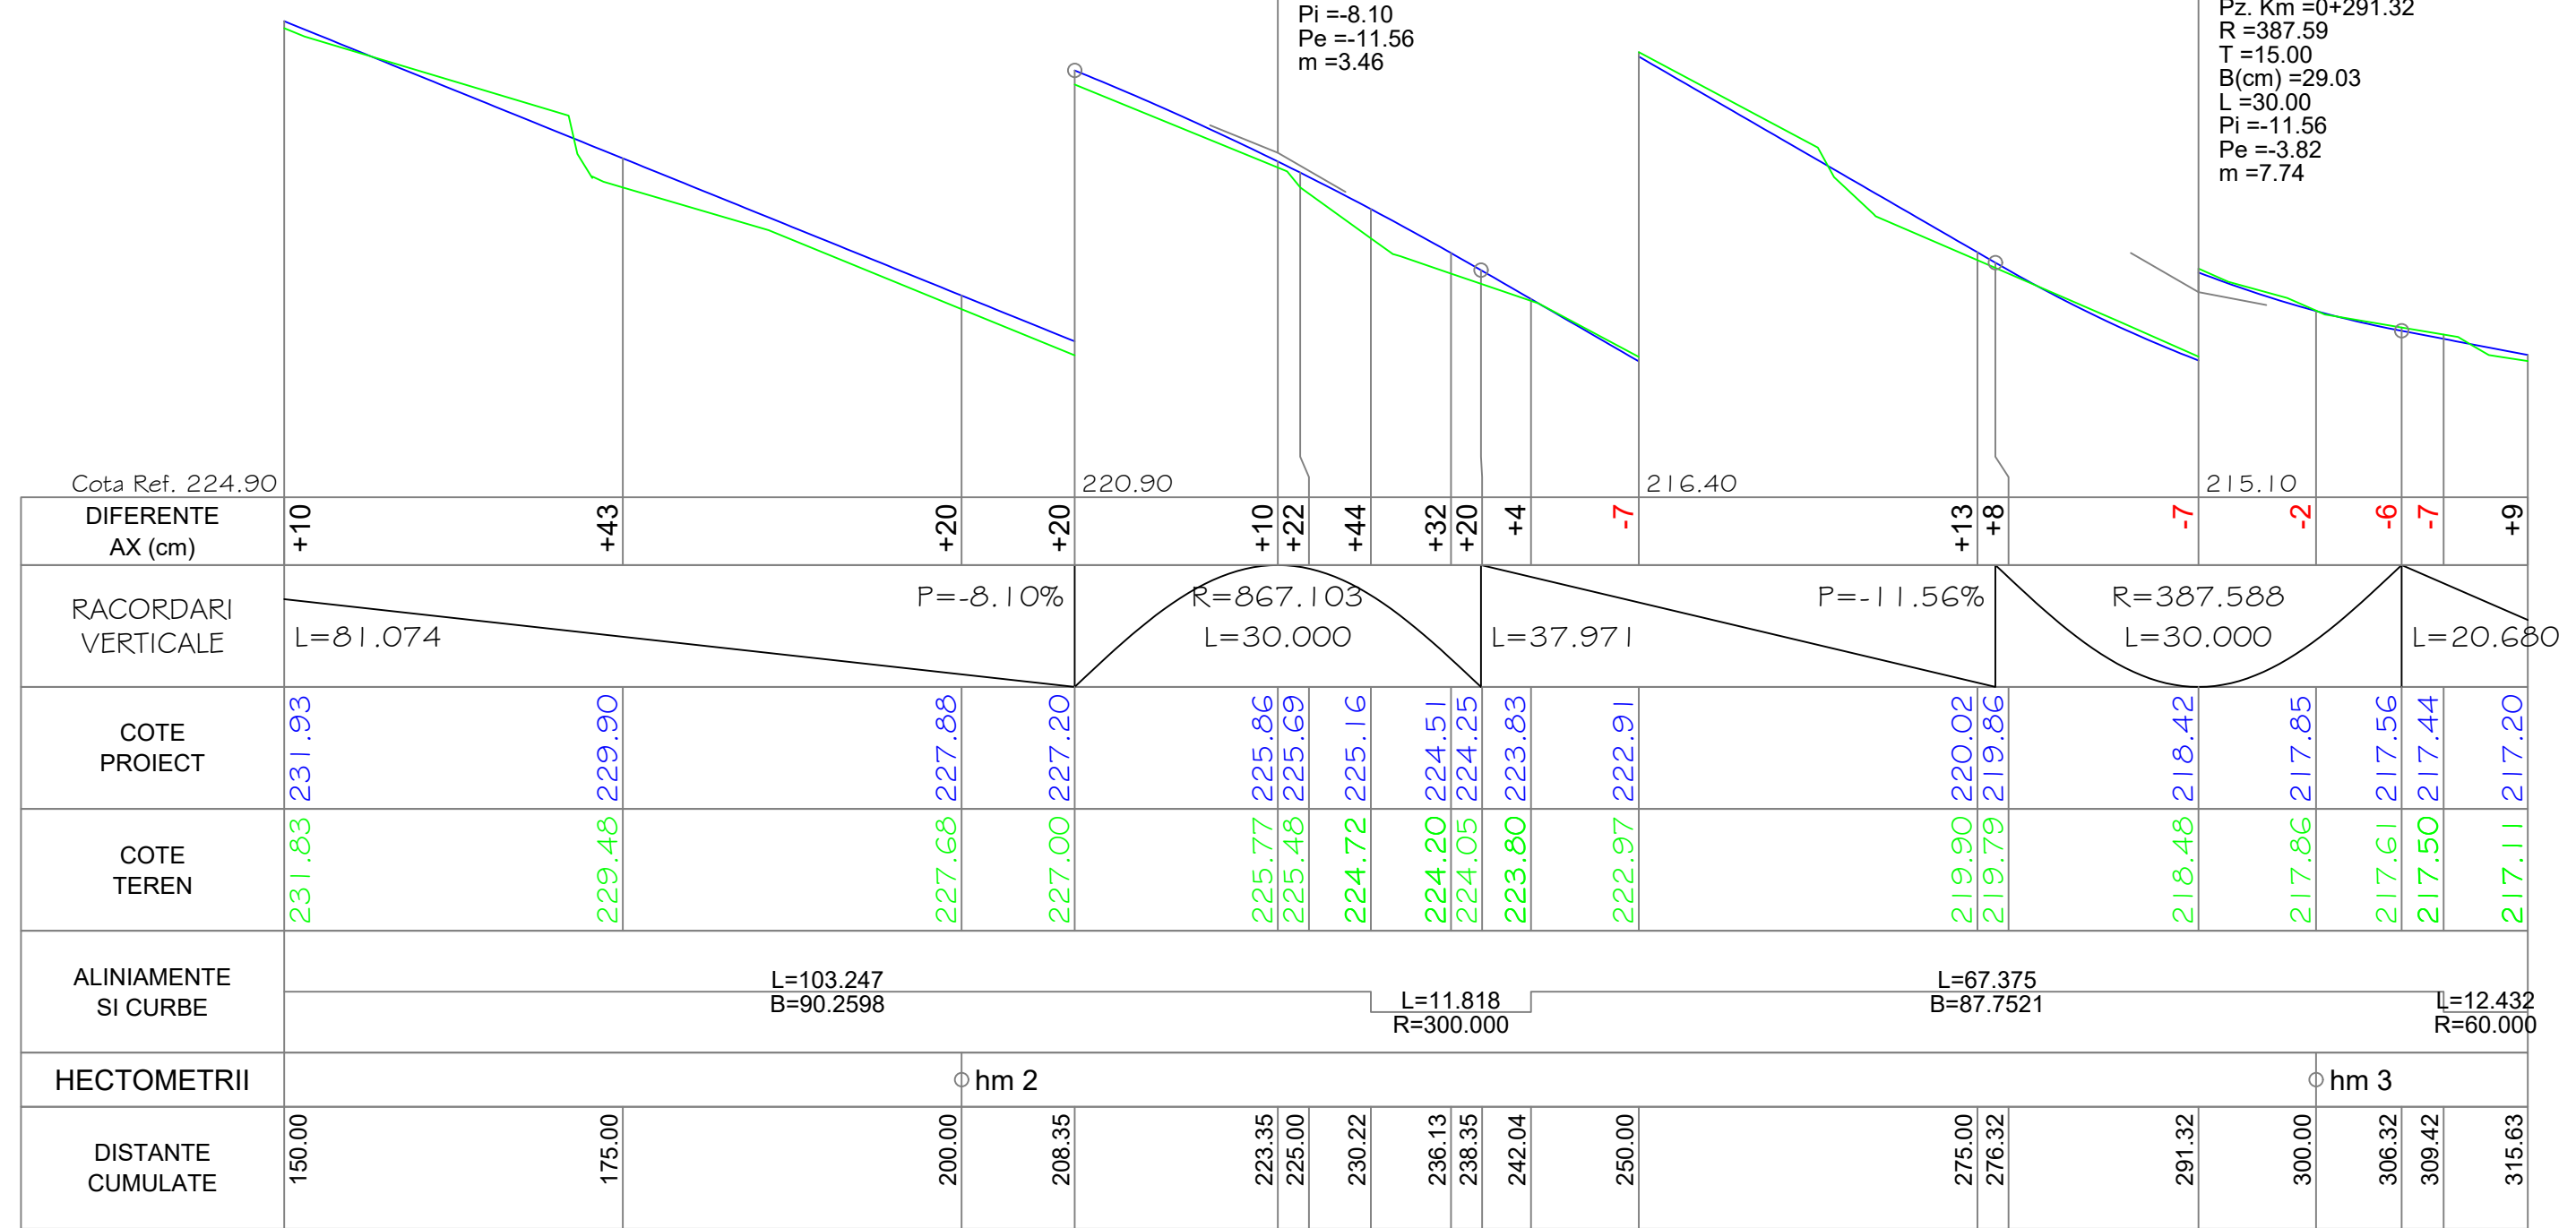 Pi =-8.10
Pe =-11.56
m =3.46
Pz. Km =0+291.32
R =387.59
T =15.00
B(cm) =29.03
L =30.00
Pi =-11.56
Pe =-3.82
m =7.74
Cota Ref. 224.90
220.90
216.40
215.10
DIFERENTE
AX (cm)
+10 +43 +20 +20 +10 +22 +44 +32 +20 +4 -7 +13 +8 -7 -2 -6 -7 +9
RACORDARI
VERTICALE
P=-8.10% R=867.103 P=-11.56% R=387.588
L=81.074 L=30.000 L=37.971 L=30.000 L=20.680
COTE
PROIECT
231.93 229.90 227.88 227.20 225.86 225.69 225.16 224.51 224.25 223.83 222.91 220.02 219.86 218.42 217.85 217.56 217.44 217.20
COTE
TEREN
231.83 229.48 227.68 227.00 225.77 225.48 224.72 224.20 224.05 223.80 222.97 219.90 219.79 218.48 217.86 217.61 217.50 217.11
ALINIAMENTE
SI CURBE
L=103.247
B=90.2598
L=11.818
R=300.000
L=67.375
B=87.7521
L=12.432
R=60.000
HECTOMETRII
hm 2
hm 3
DISTANTE
CUMULATE
150.00 175.00 200.00 208.35 223.35 225.00 230.22 236.13 238.35 242.04 250.00 275.00 276.32 291.32 300.00 306.32 309.42 315.63